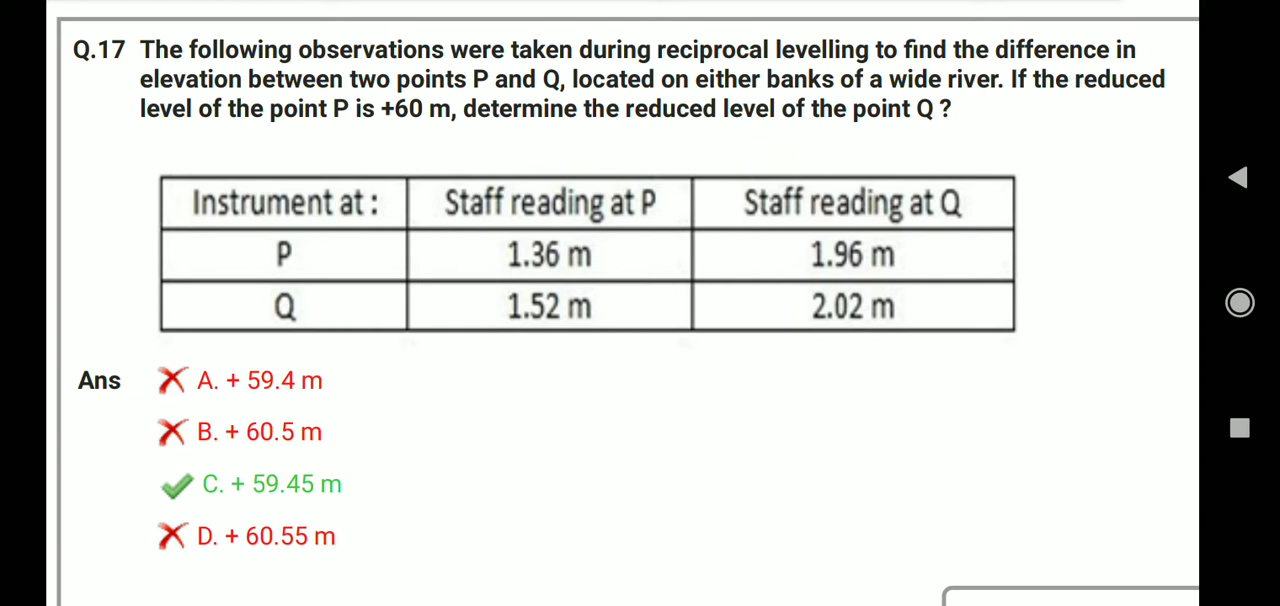 Q.17 The following observations were taken during reciprocal levelling to find the difference in
elevation between two points P and Q, located on either banks of a wide river. If the reduced
level of the point P is +60 m, determine the reduced level of the point Q ?
Instrument at : Staff reading at P Staff reading at Q
P 1.36 m 1.96 m
Q 1.52 m 2.02 m
Ans A. + 59.4 m
B. + 60.5 m
C. + 59.45 m
D. + 60.55 m